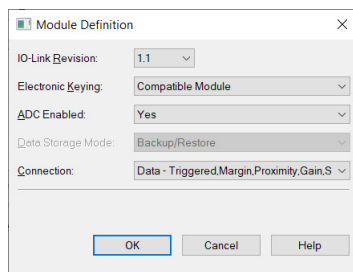 Module Definition
IO-Link Revision: 1.1
Electronic Keying: Compatible Module
ADC Enabled: Yes
Data Storage Mode: Backup/Restore
Connection: Data - Triggered,Margin,Proximity,Gain,S
OK Cancel Help